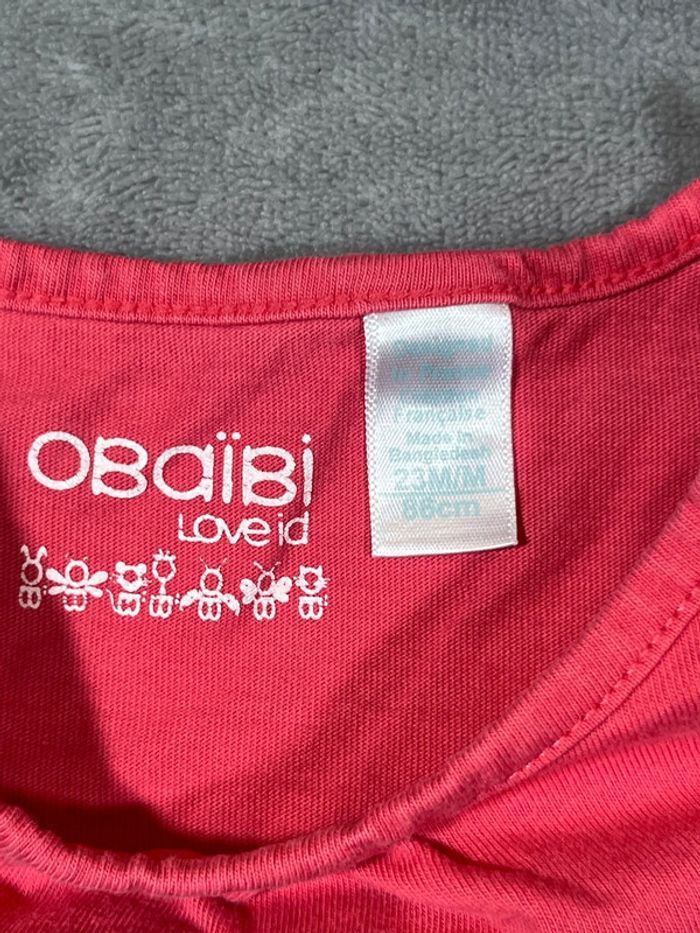 OBaïBi
Love id
Française
Made in
Bangladesh
23M/M
86cm